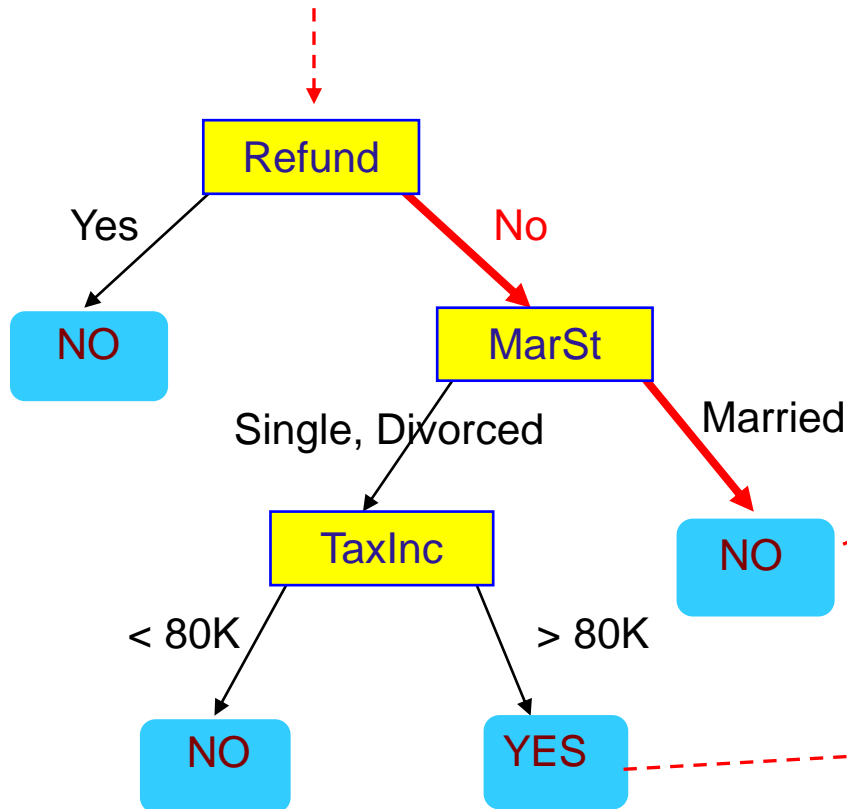 Refund
Yes
No
NO
MarSt
Single, Divorced
Married
TaxInc
NO
< 80K
> 80K
NO
YES